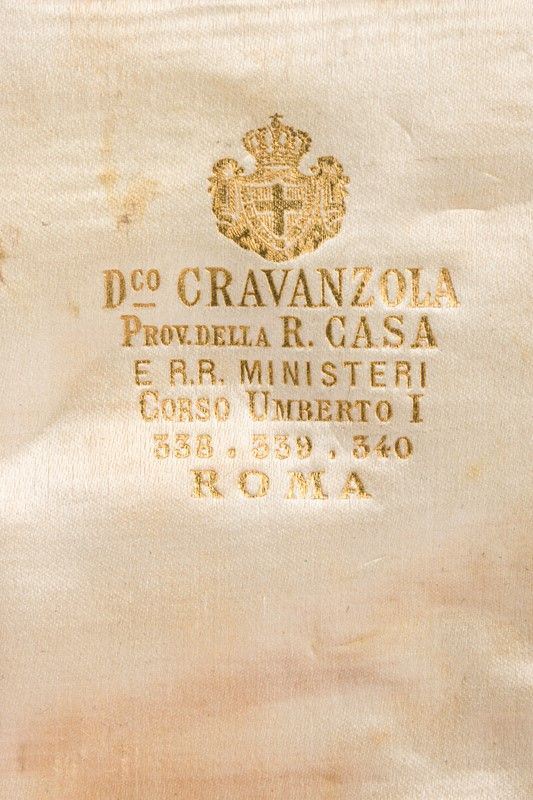 Dco CRAVANZOLA
PROV. DELLA R. CASA
E R.R. MINISTERI
CORSO UMBERTO I
338 . 339 . 340
ROMA